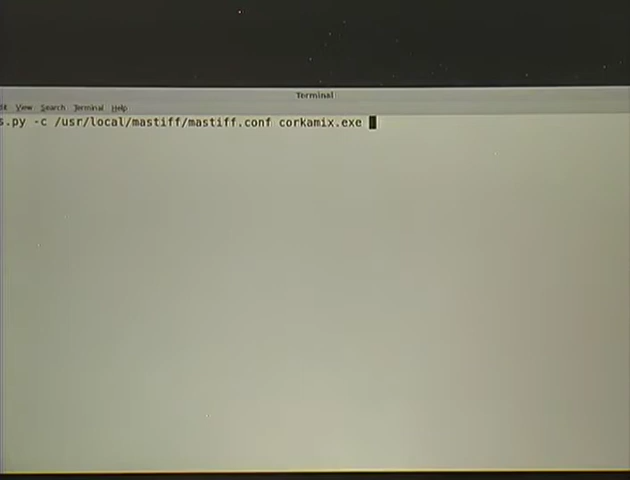 Terminal
View Search Terminal Help
s.py -c /usr/local/mastiff/mastiff.conf corkamix.exe